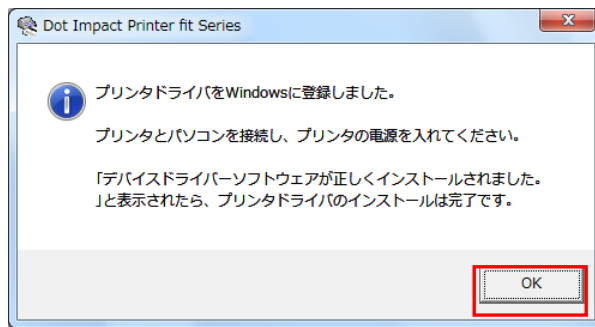 Dot Impact Printer fit Series
プリンタドライバをWindowsに登録しました。
プリンタとパソコンを接続し、プリンタの電源を入れてください。
「デバイスドライバーソフトウェアが正しくインストールされました。
」と表示されたら、プリンタドライバのインストールは完了です。
OK